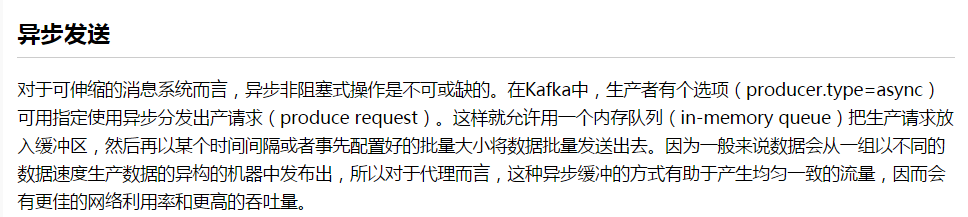 异步发送
对于可伸缩的消息系统而言，异步非阻塞式操作是不可或缺的。在Kafka中，生产者有个选项（producer.type=async）
可用指定使用异步分发出产请求（produce request）。这样就允许用一个内存队列（in-memory queue）把生产请求放
入缓冲区，然后再以某个时间间隔或者事先配置好的批量大小将数据批量发送出去。因为一般来说数据会从一组以不同的
数据速度生产数据的异构的机器中发布出，所以对于代理而言，这种异步缓冲的方式有助于产生均匀一致的流量，因而会
有更佳的网络利用率和更高的吞吐量。